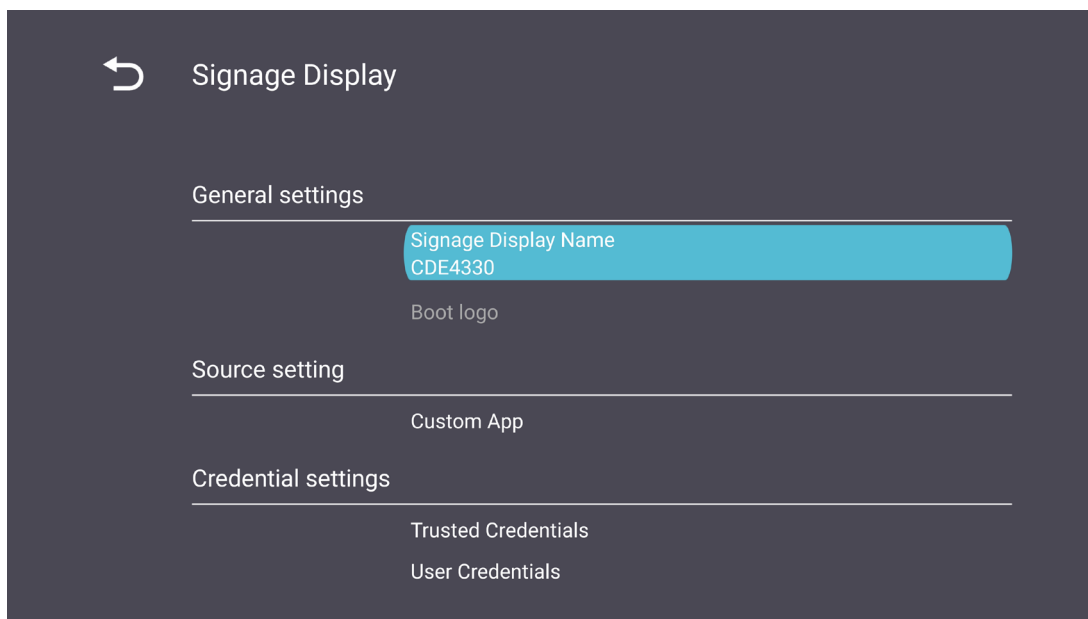 Signage Display
General settings
Signage Display Name
CDE4330
Boot logo
Source setting
Custom App
Credential settings
Trusted Credentials
User Credentials